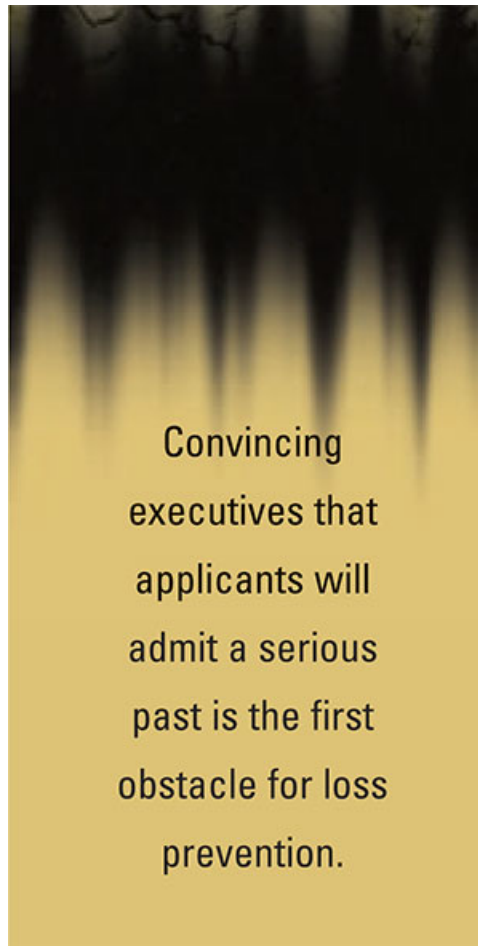 Convincing
executives that
applicants will
admit a serious
past is the first
obstacle for loss
prevention.